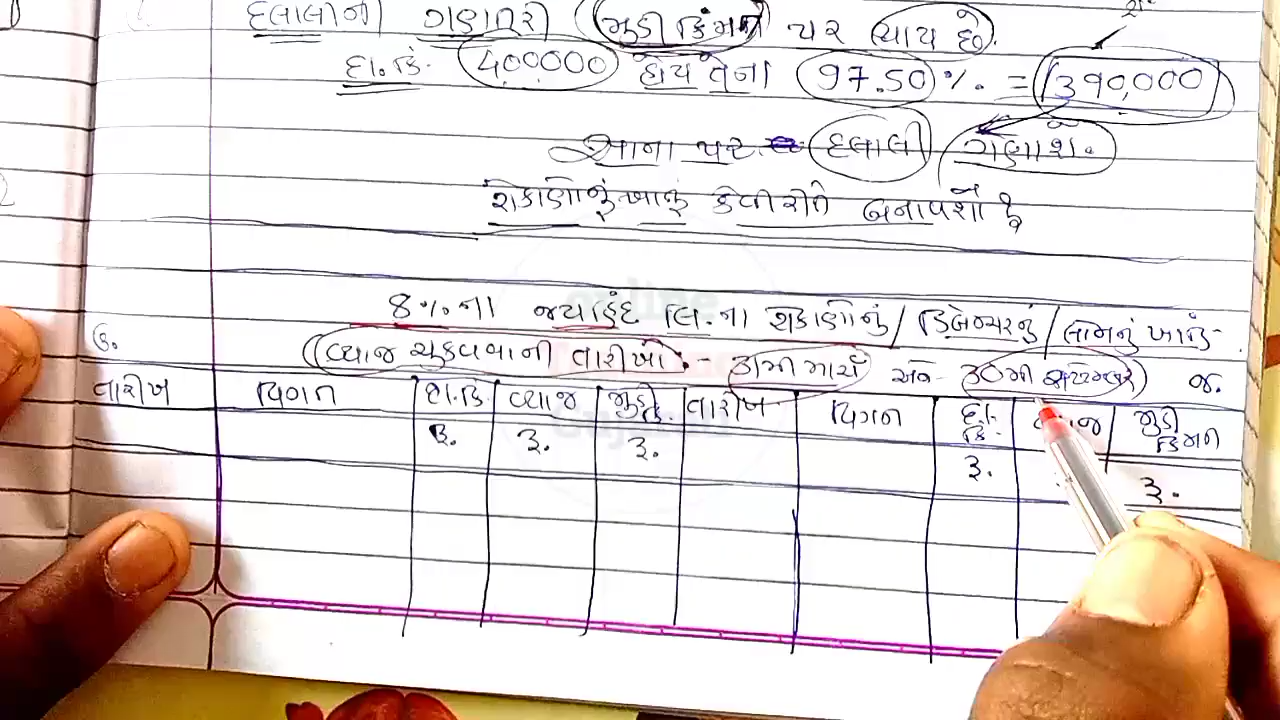 દલાલીની ગણતરી મુડી કિંમત પર થાય છે.
દા.કિ. 400000 હોય તેના 97.50 %. = 390,000
આના પર દલાલી ગણાશે.
રોકાણોનું ખાતું કેવી રીતે બનાવશો ?
8 %ના જયહિંદ લિ.ના રોકાણોનું / ડિબેન્ચરનું / લોનનું ખાતું
ઉ. (વ્યાજ ચુકવવાની તારીખો :- 31મી માર્ચ અને 30મી સપ્ટેમ્બર) જ.
તારીખ વિગત દા.કિ. વ્યાજ મુડી કિ. તારીખ વિગત દા. કિ. જ મુડી કિંમત
રૂ. રૂ. રૂ. રૂ. રૂ.